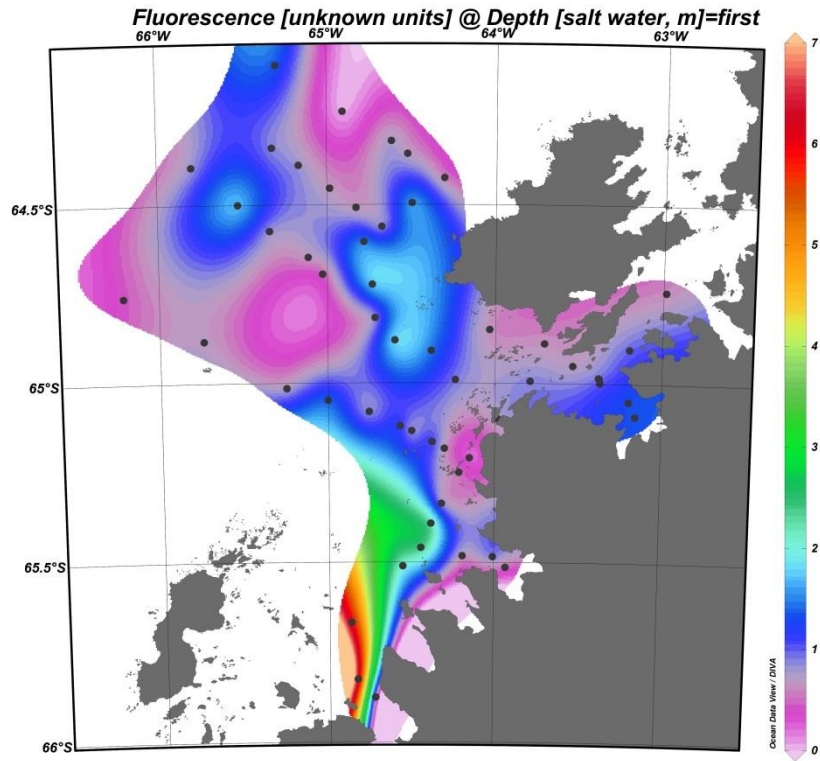 Fluorescence [unknown units] @ Depth [salt water, m]=first
66°W 65°W 64°W 63°W
7
6
5
64.5°S
4
65°S
3
2
65.5°S
1
Ocean Data View / DIVA
66°S
0